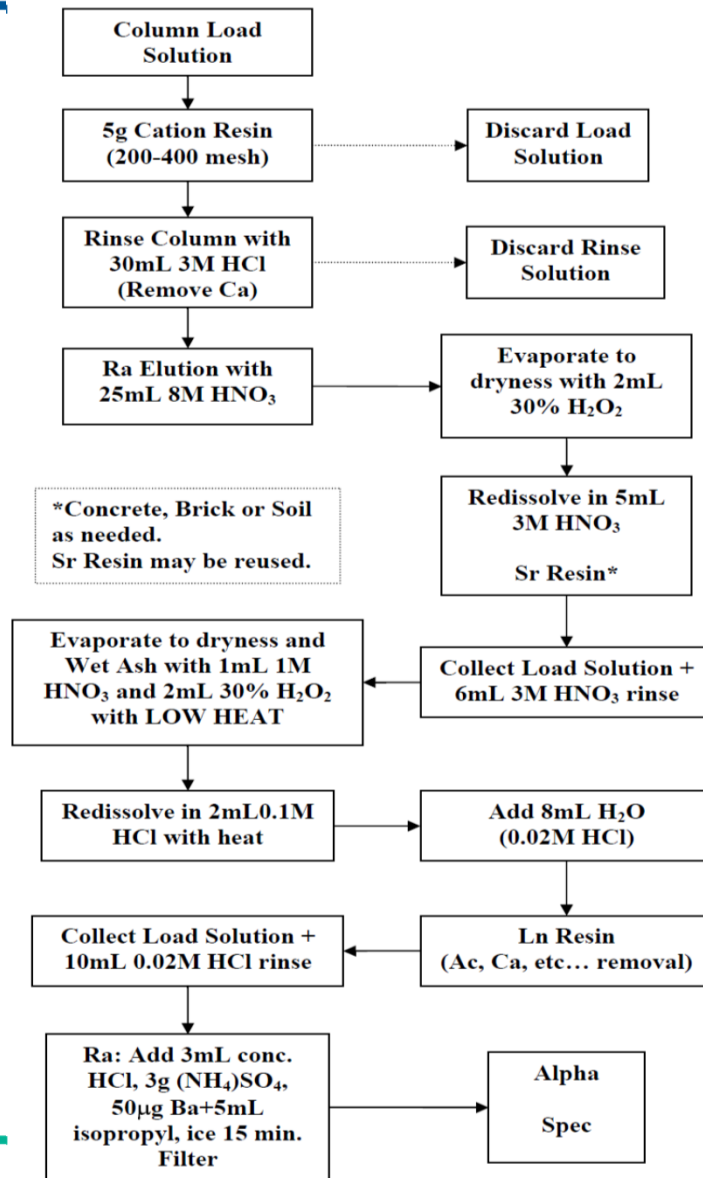 Column Load
Solution
5g Cation Resin
(200-400 mesh)
Discard Load
Solution
Rinse Column with
30mL 3M HCl
(Remove Ca)
Discard Rinse
Solution
Ra Elution with
25mL 8M HNO₃
Evaporate to
dryness with 2mL
30% H₂O₂
*Concrete, Brick or Soil
as needed.
Sr Resin may be reused.
Redissolve in 5mL
3M HNO₃
Sr Resin*
Collect Load Solution +
6mL 3M HNO₃ rinse
Evaporate to dryness and
Wet Ash with 1mL 1M
HNO₃ and 2mL 30% H₂O₂
with LOW HEAT
Redissolve in 2mL0.1M
HCl with heat
Add 8mL H₂O
(0.02M HCl)
Ln Resin
(Ac, Ca, etc… removal)
Collect Load Solution +
10mL 0.02M HCl rinse
Ra: Add 3mL conc.
HCl, 3g (NH₄)SO₄,
50µg Ba+5mL
isopropyl, ice 15 min.
Filter
Alpha
Spec